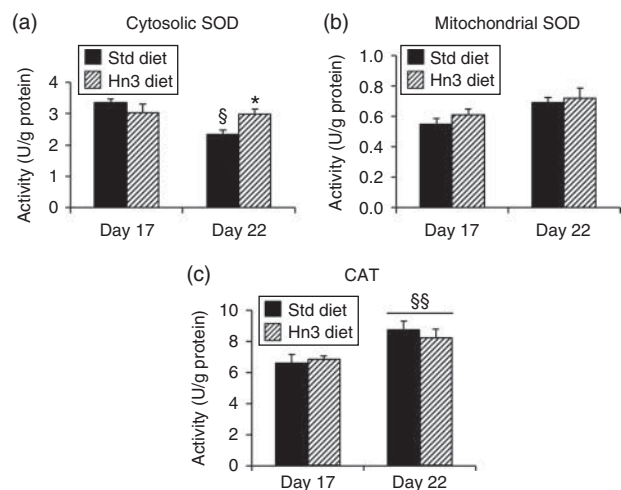 (a)
Cytosolic SOD
Std diet
Hn3 diet
Activity (U/g protein)
4
3
2
1
0
§
*
Day 17
Day 22
(b)
Mitochondrial SOD
Std diet
Hn3 diet
Activity (U/g protein)
1.0
0.8
0.6
0.4
0.2
0.0
Day 17
Day 22
(c)
CAT
Std diet
Hn3 diet
Activity (U/g protein)
10
8
6
4
2
0
§§
Day 17
Day 22